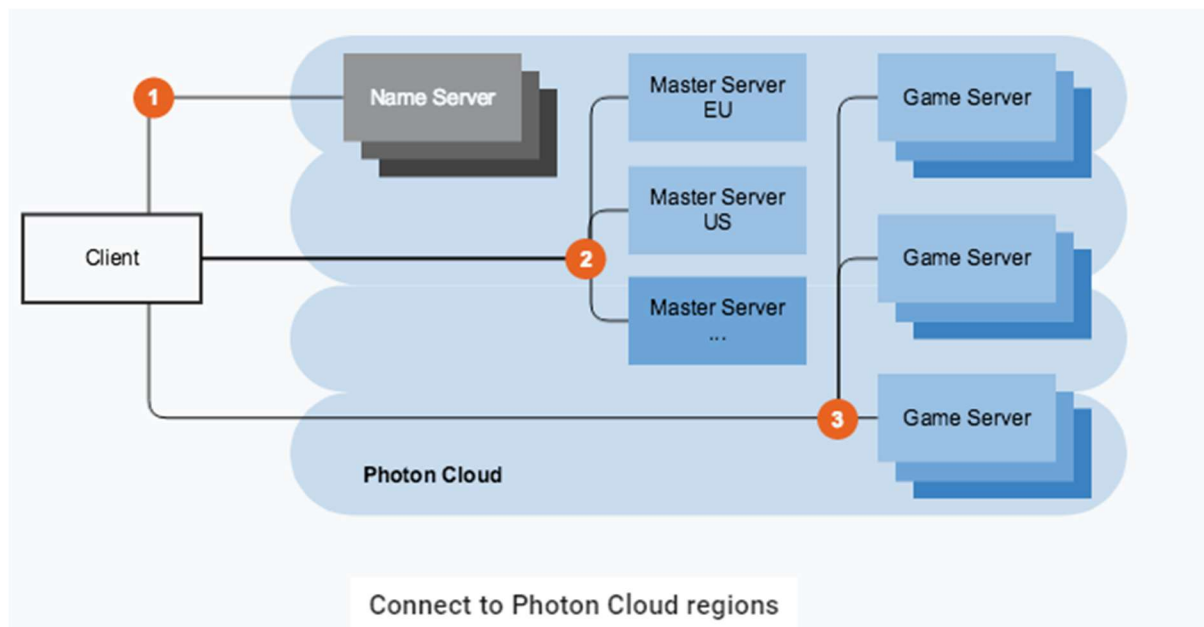 1
Name Server
Master Server
EU
Game Server
Master Server
US
Client
2
Game Server
Master Server
...
3
Game Server
Photon Cloud
Connect to Photon Cloud regions